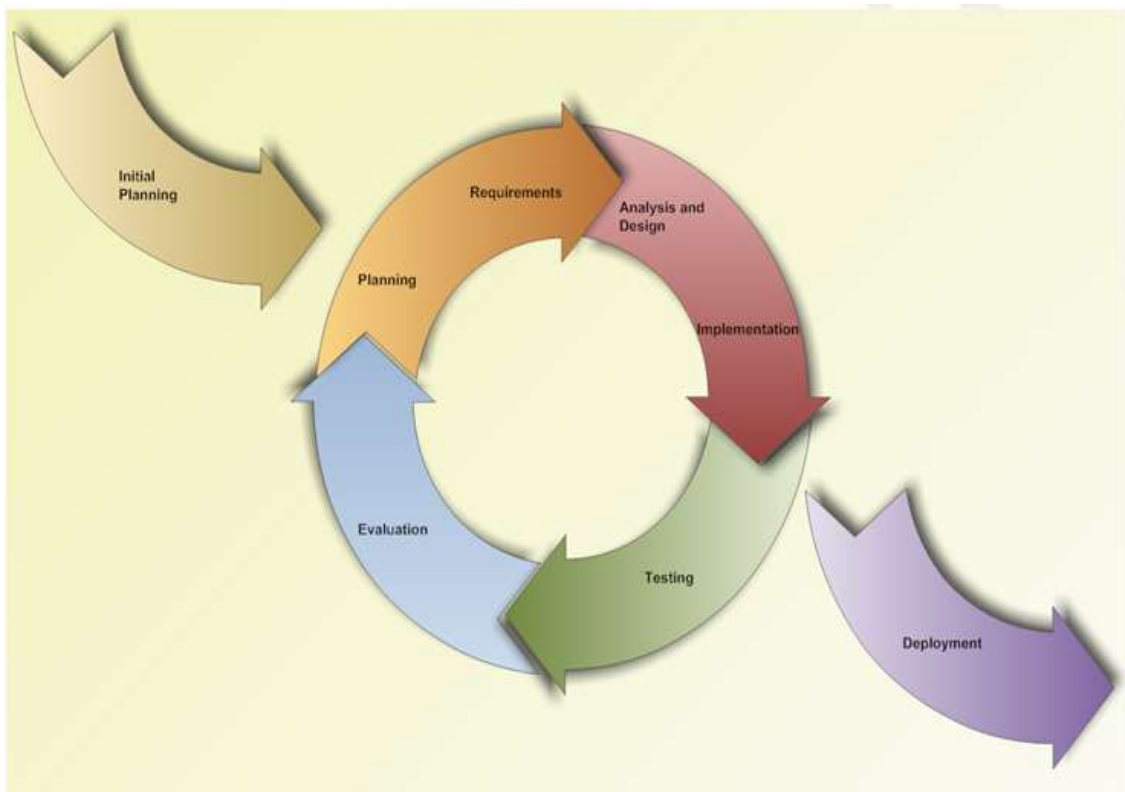 Initial
Planning
Requirements
Analysis and
Design
Planning
Implementation
Evaluation
Testing
Deployment